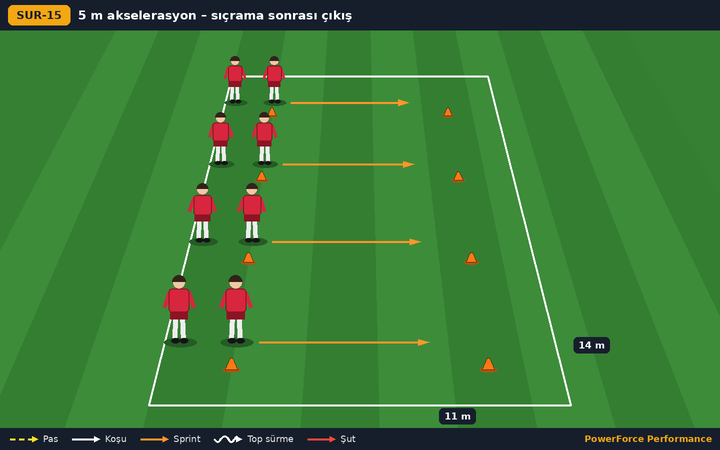 SUR-15 5 m akselerasyon – sıçrama sonrası çıkış
14 m
11 m
Pas Koşu Sprint Top sürme Şut PowerForce Performance